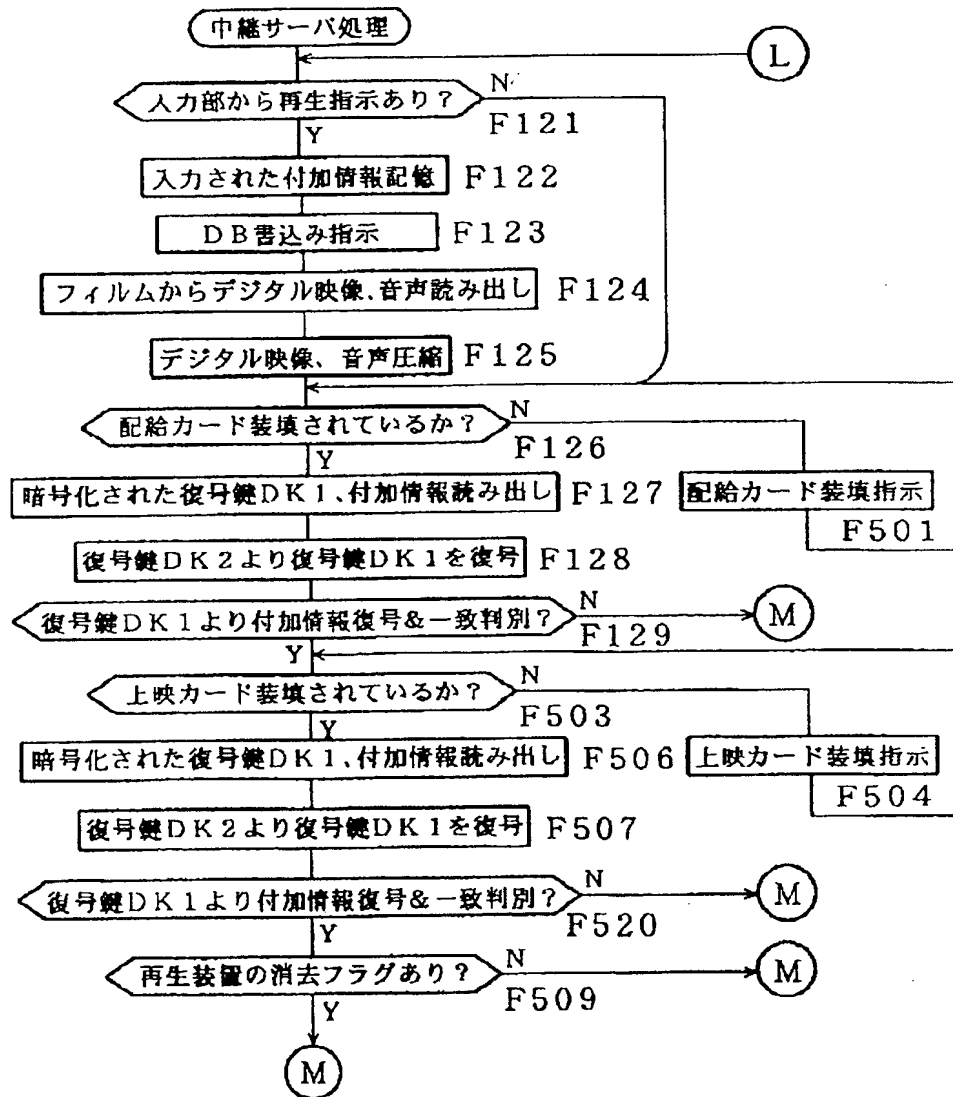 中継サーバ処理
L
入力部から再生指示あり?
N
F121
Y
入力された付加情報記憶 F122
DB書込み指示 F123
フィルムからデジタル映像、音声読み出し F124
デジタル映像、音声圧縮 F125
配給カード装填されているか?
N
F126
Y
暗号化された復号鍵DK1、付加情報読み出し F127
配給カード装填指示
F501
復号鍵DK2より復号鍵DK1を復号 F128
復号鍵DK1より付加情報復号&一致判別?
N
M
F129
Y
上映カード装填されているか?
N
F503
Y
暗号化された復号鍵DK1、付加情報読み出し F506
上映カード装填指示
F504
復号鍵DK2より復号鍵DK1を復号 F507
復号鍵DK1より付加情報復号&一致判別?
N
M
F520
Y
再生装置の消去フラグあり?
N
M
F509
Y
M